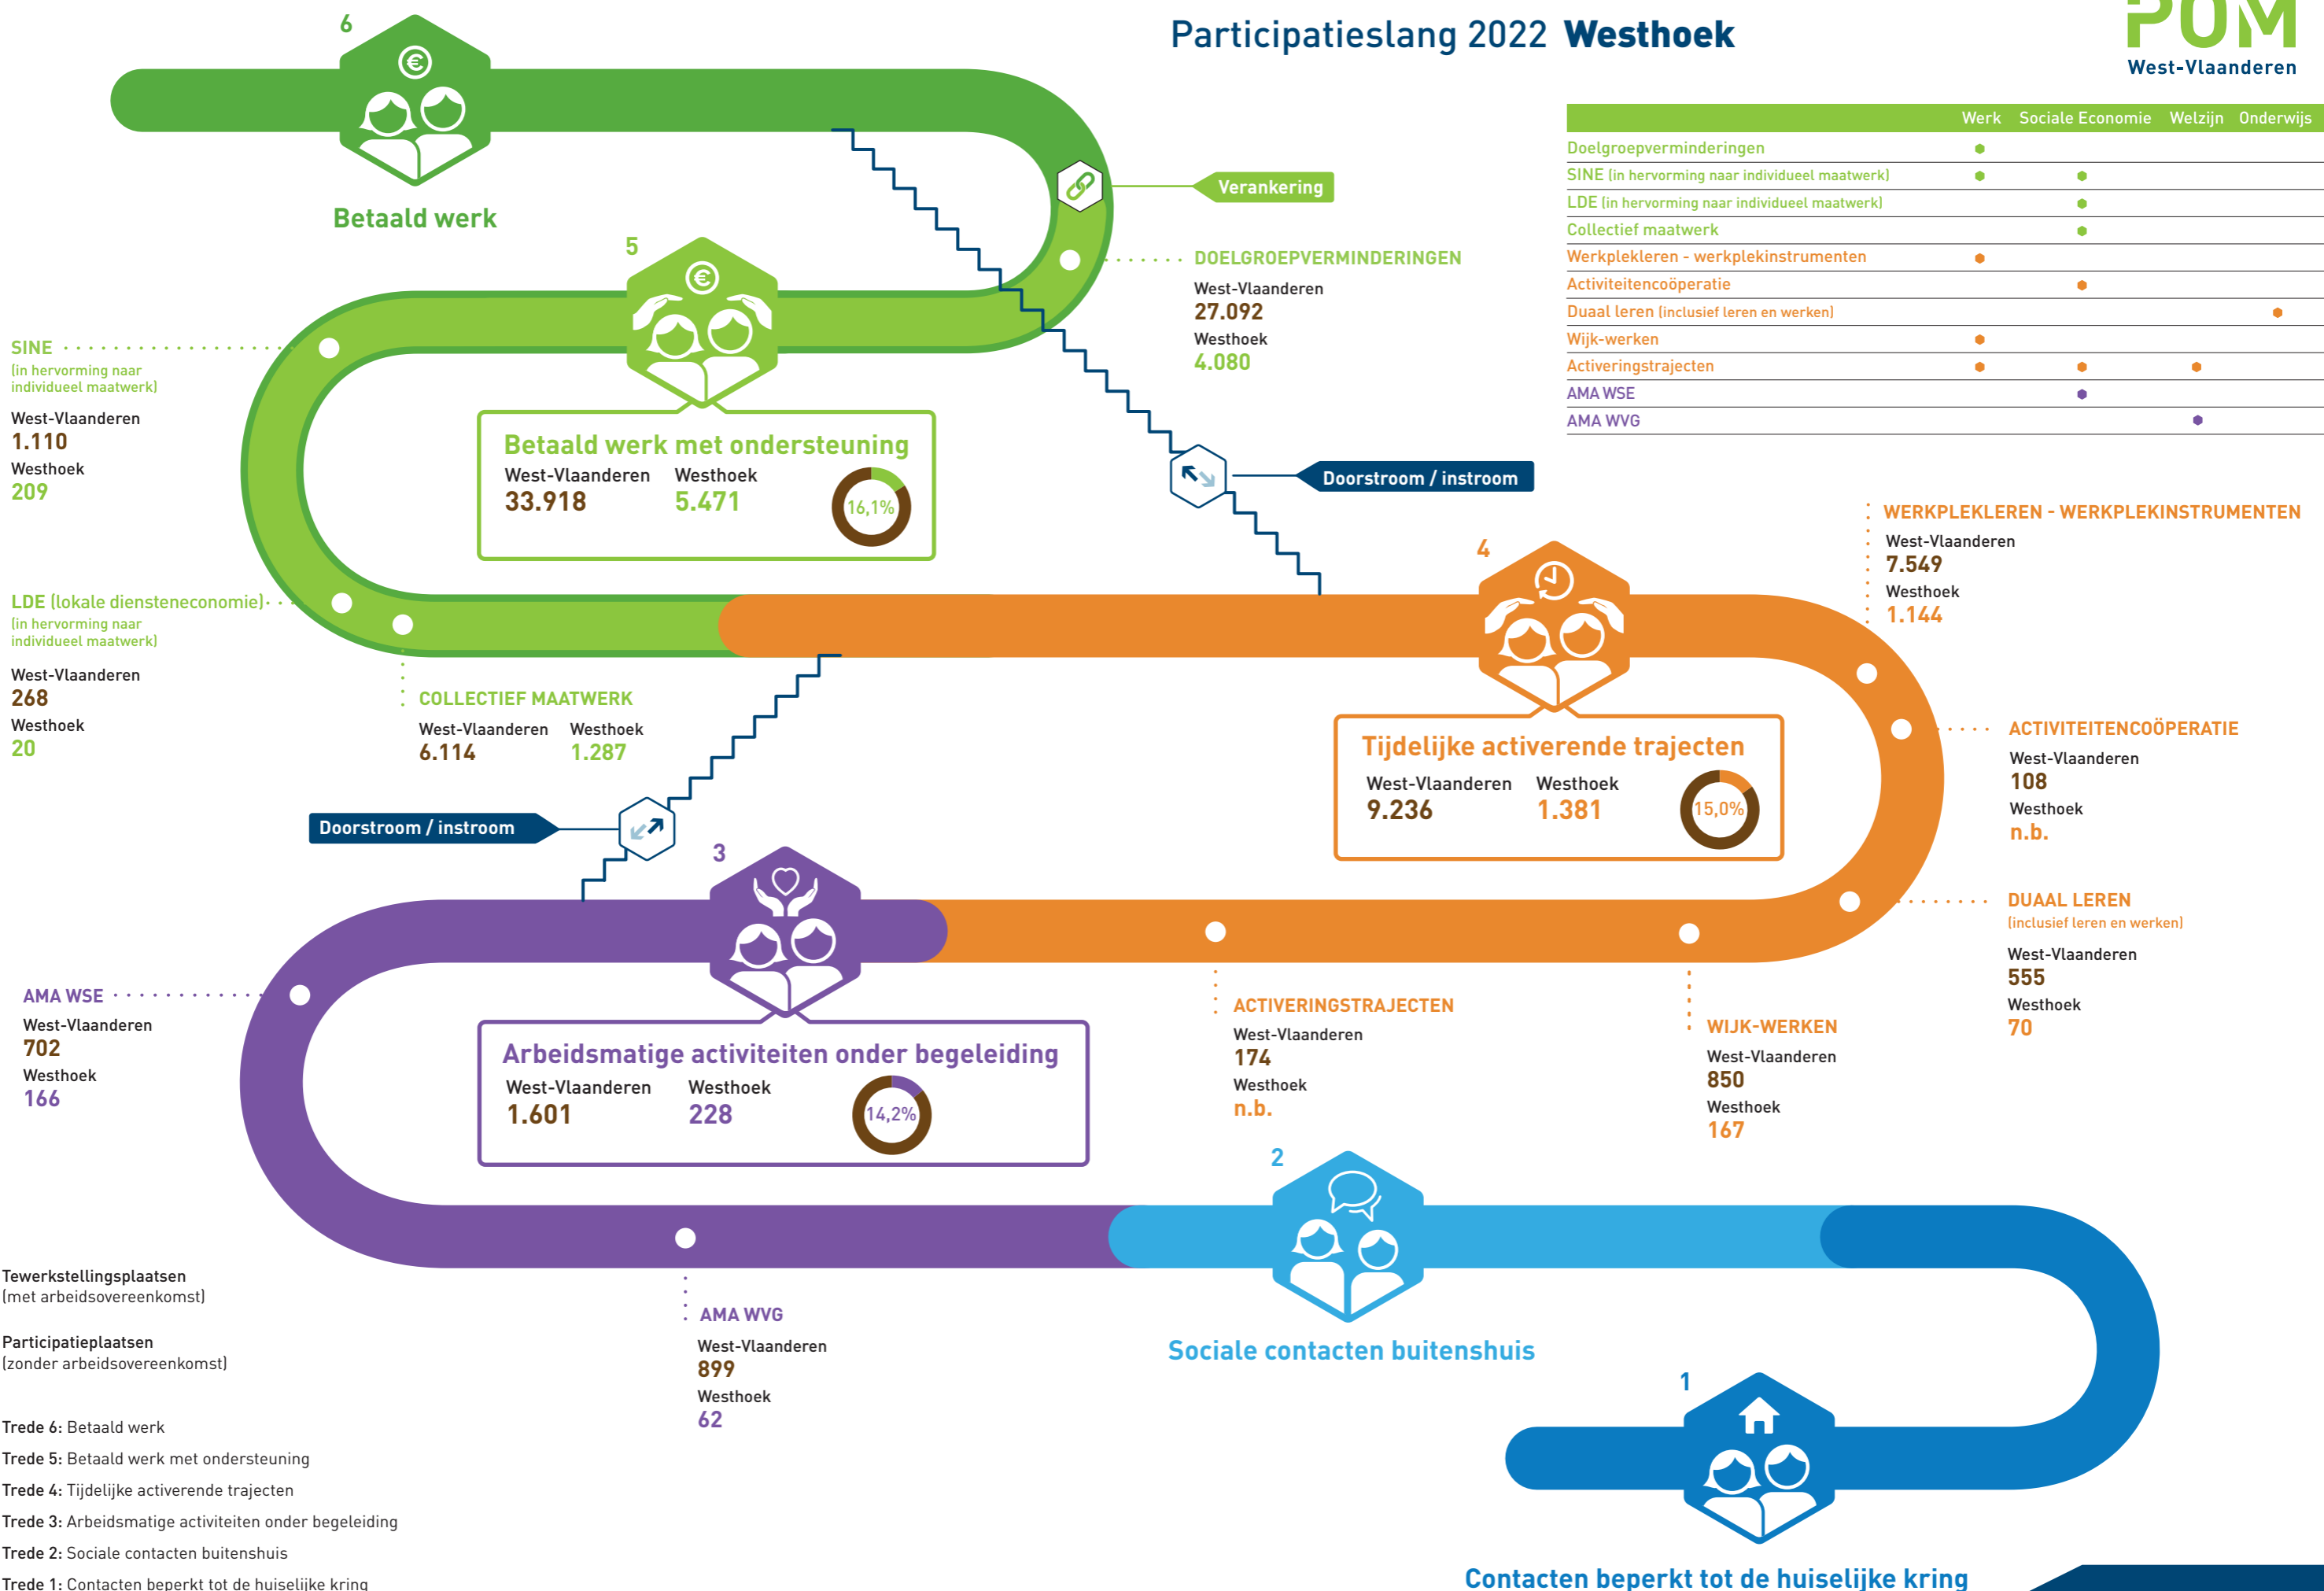 Participatieslang 2022 Westhoek
POM
West-Vlaanderen
Werk Sociale Economie Welzijn Onderwijs
Doelgroepverminderingen
SINE (in hervorming naar individueel maatwerk)
LDE (in hervorming naar individueel maatwerk)
Collectief maatwerk
Werkplekleren - werkplekinstrumenten
Activiteitencoöperatie
Duaal leren (inclusief leren en werken)
Wijk-werken
Activeringstrajecten
AMA WSE
AMA WVG
6
€
Betaald werk
Verankering
DOELGROEPVERMINDERINGEN
West-Vlaanderen
27.092
Westhoek
4.080
5
€
Betaald werk met ondersteuning
West-Vlaanderen Westhoek
33.918 5.471
16,1%
SINE
(in hervorming naar
individueel maatwerk)
West-Vlaanderen
1.110
Westhoek
209
LDE (lokale diensteneconomie)
(in hervorming naar
individueel maatwerk)
West-Vlaanderen
268
Westhoek
20
COLLECTIEF MAATWERK
West-Vlaanderen Westhoek
6.114 1.287
Doorstroom / instroom
4
Tijdelijke activerende trajecten
West-Vlaanderen Westhoek
9.236 1.381
15,0%
WERKPLEKLEREN - WERKPLEKINSTRUMENTEN
West-Vlaanderen
7.549
Westhoek
1.144
ACTIVITEITENCOÖPERATIE
West-Vlaanderen
108
Westhoek
n.b.
DUAAL LEREN
(inclusief leren en werken)
West-Vlaanderen
555
Westhoek
70
WIJK-WERKEN
West-Vlaanderen
850
Westhoek
167
ACTIVERINGSTRAJECTEN
West-Vlaanderen
174
Westhoek
n.b.
Doorstroom / instroom
3
Arbeidsmatige activiteiten onder begeleiding
West-Vlaanderen Westhoek
1.601 228
14,2%
AMA WSE
West-Vlaanderen
702
Westhoek
166
AMA WVG
West-Vlaanderen
899
Westhoek
62
2
Sociale contacten buitenshuis
1
Contacten beperkt tot de huiselijke kring
Tewerkstellingsplaatsen
(met arbeidsovereenkomst)
Participatieplaatsen
(zonder arbeidsovereenkomst)
Trede 6: Betaald werk
Trede 5: Betaald werk met ondersteuning
Trede 4: Tijdelijke activerende trajecten
Trede 3: Arbeidsmatige activiteiten onder begeleiding
Trede 2: Sociale contacten buitenshuis
Trede 1: Contacten beperkt tot de huiselijke kring